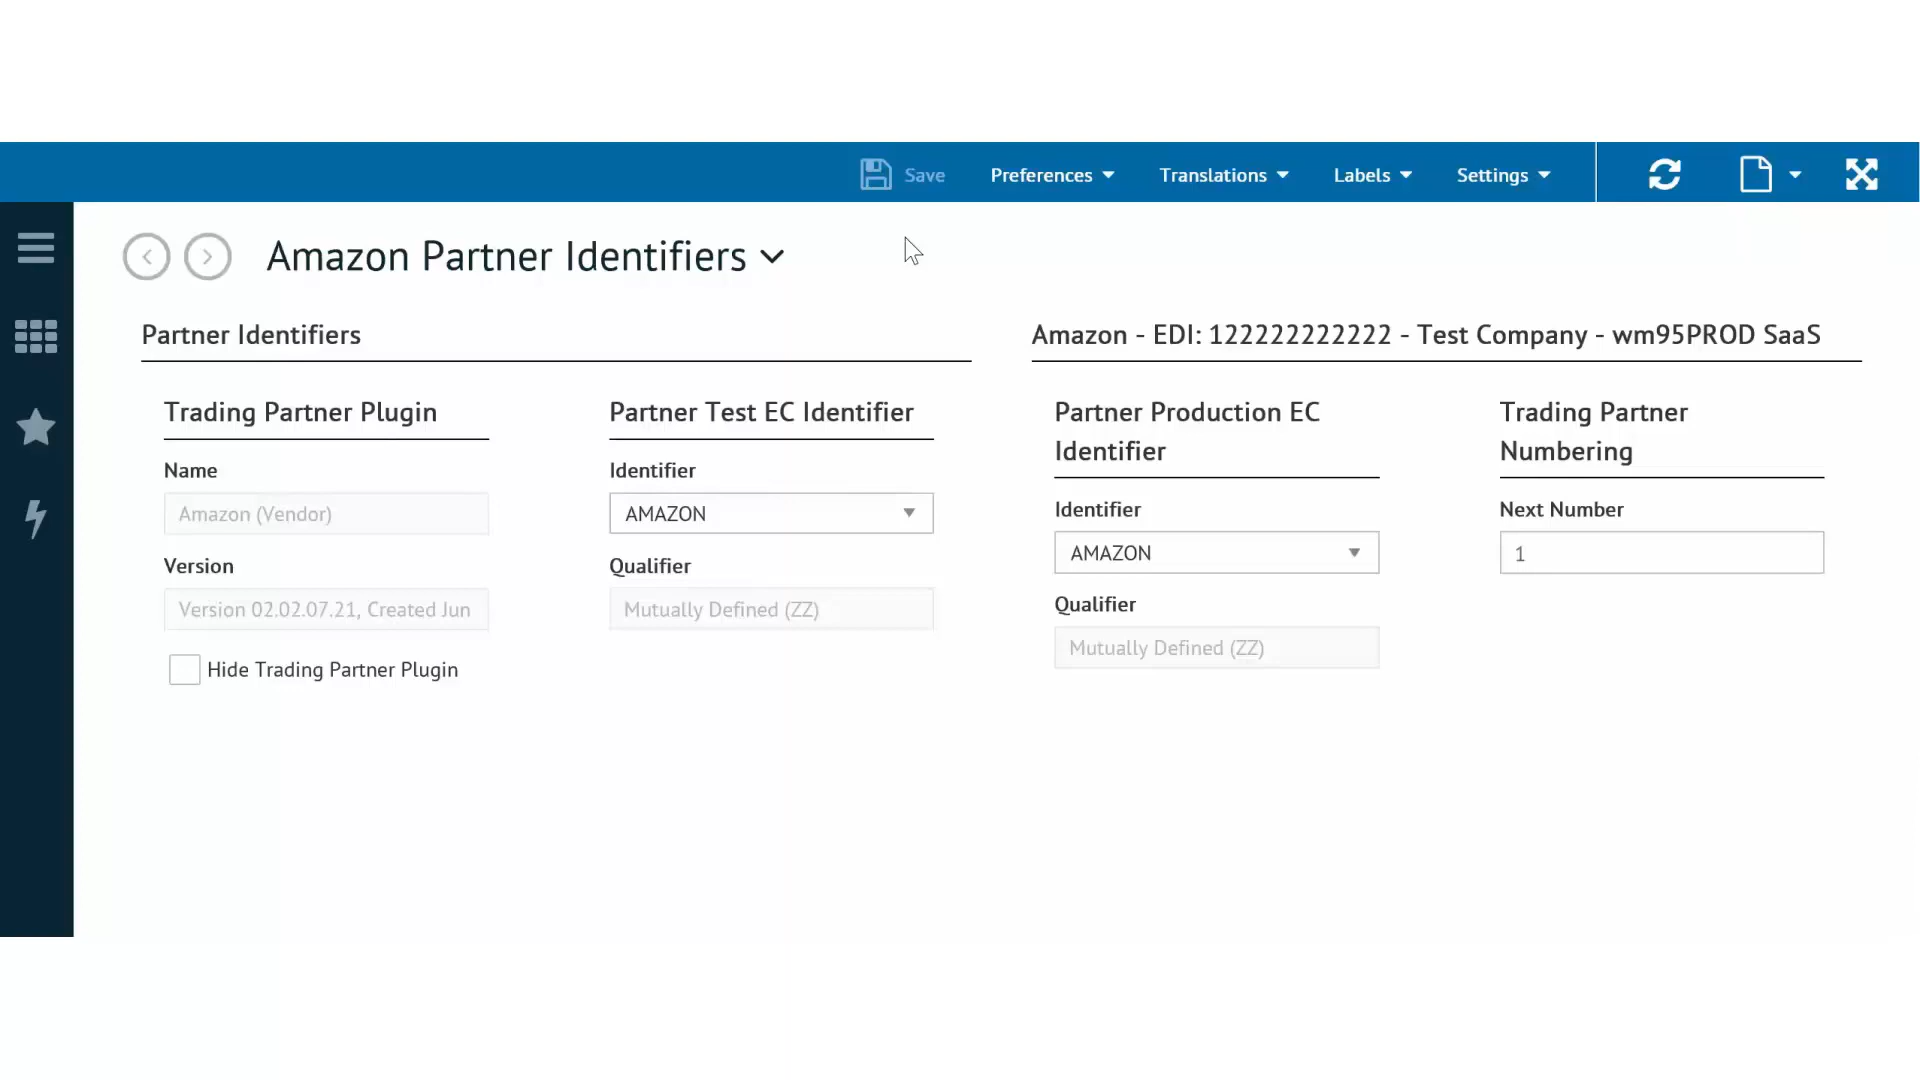 Save Preferences Translations Labels Settings
Amazon Partner Identifiers
Partner Identifiers
Trading Partner Plugin
Name
Amazon (Vendor)
Version
Version 02.02.07.21, Created Jun
Hide Trading Partner Plugin
Partner Test EC Identifier
Identifier
AMAZON
Qualifier
Mutually Defined (ZZ)
Amazon - EDI: 122222222222 - Test Company - wm95PROD SaaS
Partner Production EC
Identifier
Identifier
AMAZON
Qualifier
Mutually Defined (ZZ)
Trading Partner
Numbering
Next Number
1